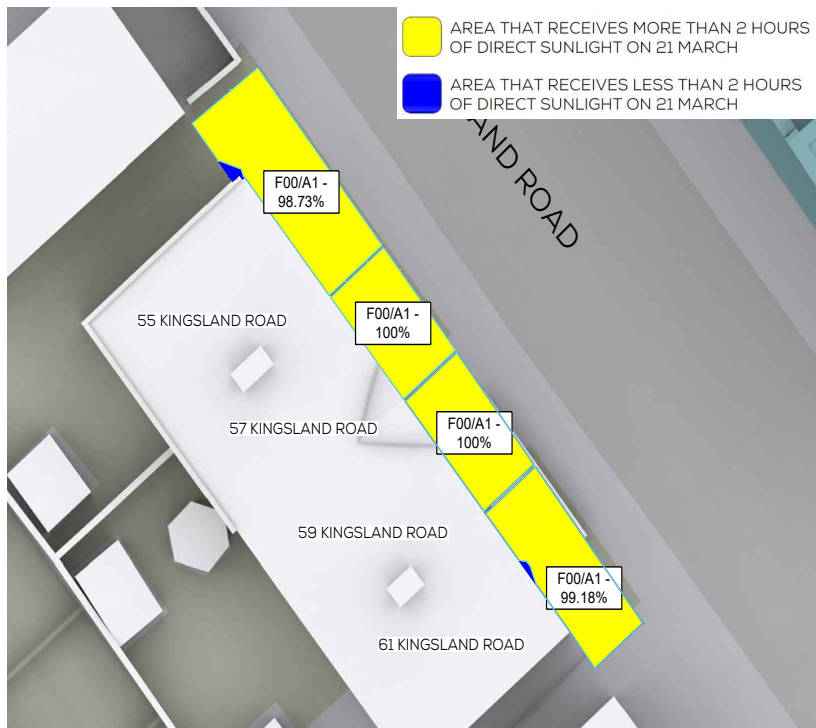 AREA THAT RECEIVES MORE THAN 2 HOURS
OF DIRECT SUNLIGHT ON 21 MARCH
AREA THAT RECEIVES LESS THAN 2 HOURS
OF DIRECT SUNLIGHT ON 21 MARCH
AND ROAD
F00/A1 -
98.73%
55 KINGSLAND ROAD
F00/A1 -
100%
57 KINGSLAND ROAD
F00/A1 -
100%
59 KINGSLAND ROAD
F00/A1 -
99.18%
61 KINGSLAND ROAD